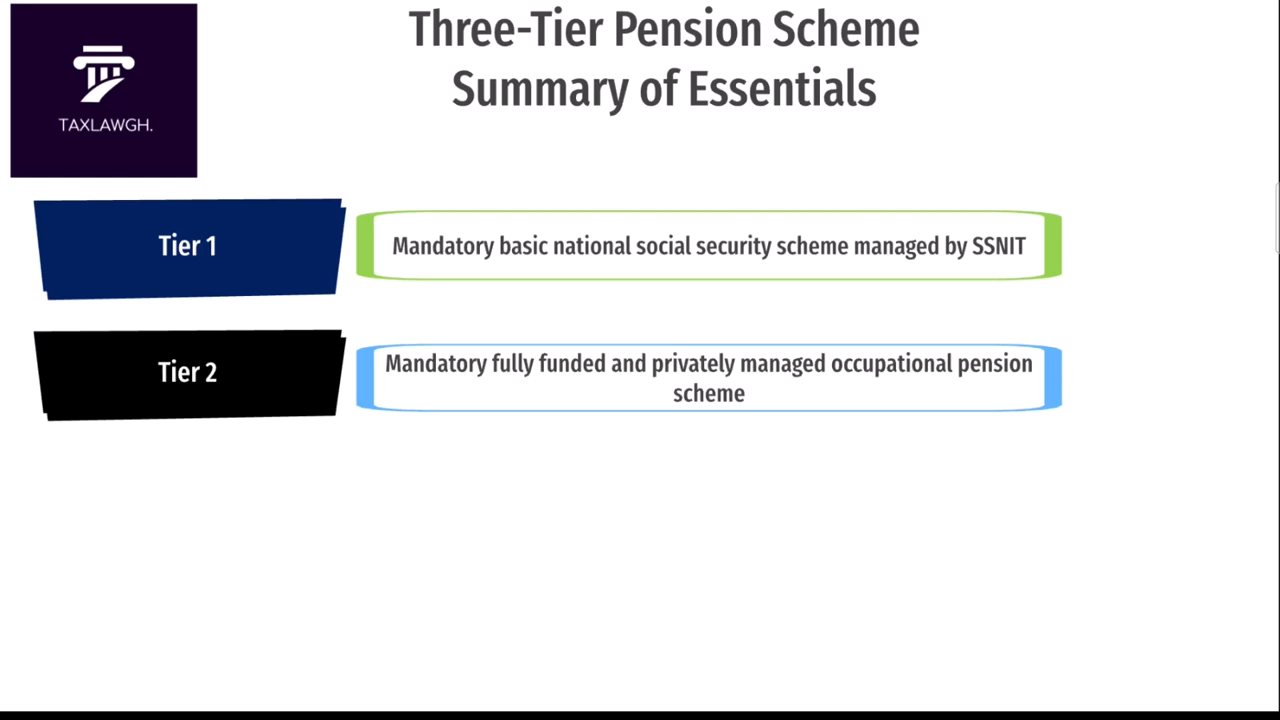 Three-Tier Pension Scheme
Summary of Essentials
TAXLAWGH.
Tier 1
Mandatory basic national social security scheme managed by SSNIT
Tier 2
Mandatory fully funded and privately managed occupational pension
scheme